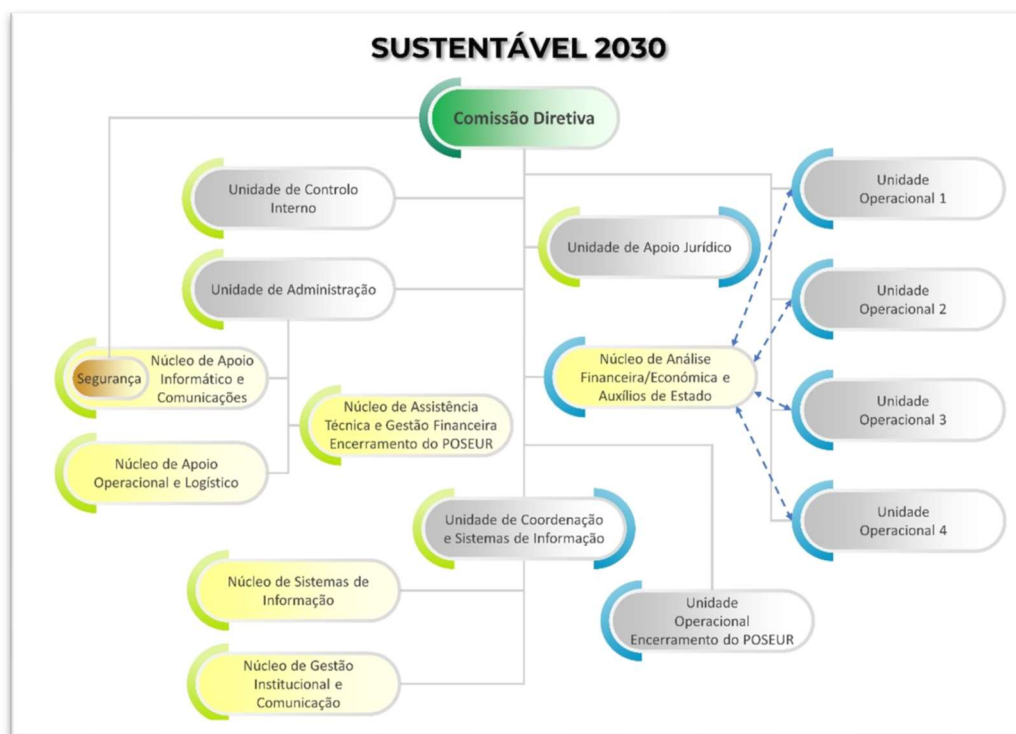 SUSTENTÁVEL 2030
Comissão Diretiva
Unidade de Controlo
Interno
Unidade de Administração
Segurança
Núcleo de Apoio
Informático e
Comunicações
Núcleo de Assistência
Técnica e Gestão Financeira
Encerramento do POSEUR
Núcleo de Apoio
Operacional e Logístico
Unidade de Apoio Jurídico
Núcleo de Análise
Financeira/Económica e
Auxílios de Estado
Unidade
Operacional 1
Unidade
Operacional 2
Unidade
Operacional 3
Unidade
Operacional 4
Unidade de Coordenação
e Sistemas de Informação
Núcleo de Sistemas de
Informação
Núcleo de Gestão
Institucional e
Comunicação
Unidade
Operacional
Encerramento do POSEUR